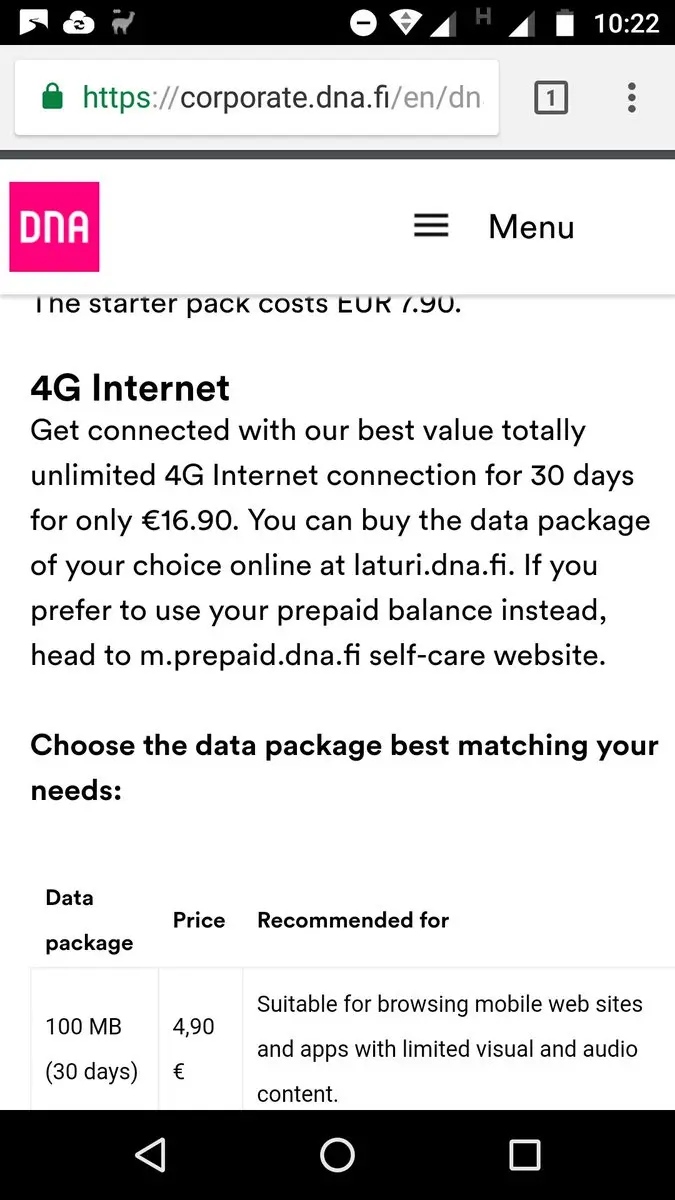 H
10:22
https://corporate.dna.fi/en/dn
1
DNA
Menu
The starter pack costs EUR 7.90.
4G Internet
Get connected with our best value totally
unlimited 4G Internet connection for 30 days
for only €16.90. You can buy the data package
of your choice online at laturi.dna.fi. If you
prefer to use your prepaid balance instead,
head to m.prepaid.dna.fi self-care website.
Choose the data package best matching your
needs:
Data
package
Price
Recommended for
100 MB
(30 days)
4,90
€
Suitable for browsing mobile web sites
and apps with limited visual and audio
content.